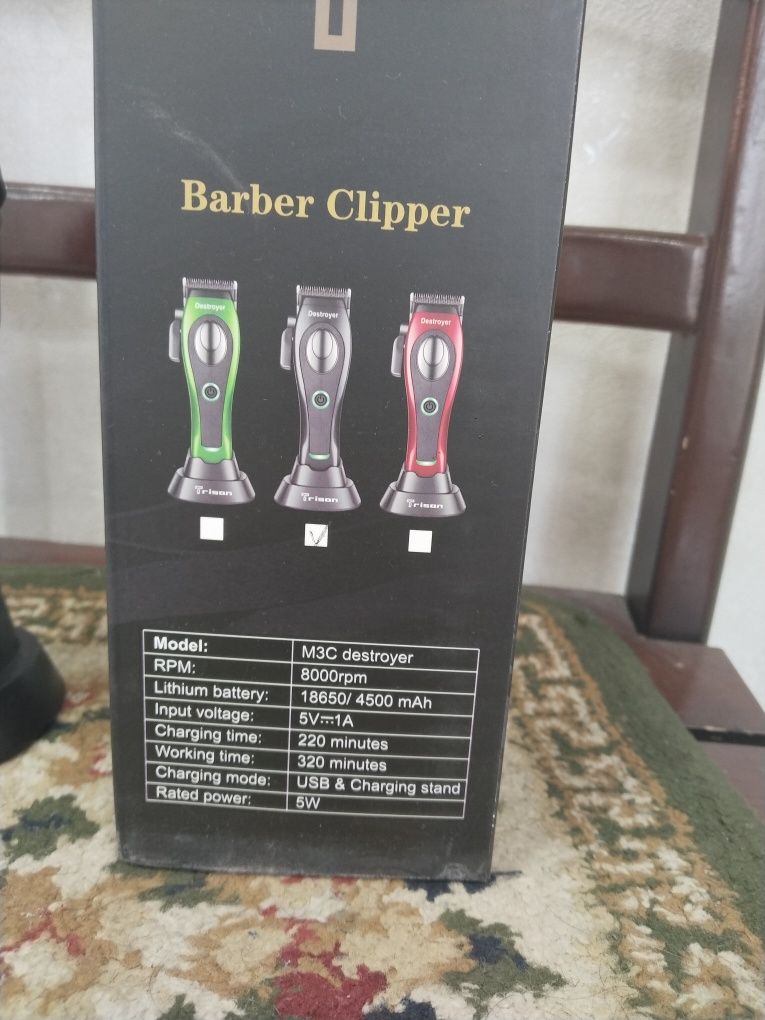 Barber Clipper
Destroyer
Destroyer
Destroyer
Trison
Trison
Trison
Model: M3C destroyer
RPM: 8000rpm
Lithium battery: 18650/ 4500 mAh
Input voltage: 5V⎓1A
Charging time: 220 minutes
Working time: 320 minutes
Charging mode: USB & Charging stand
Rated power: 5W